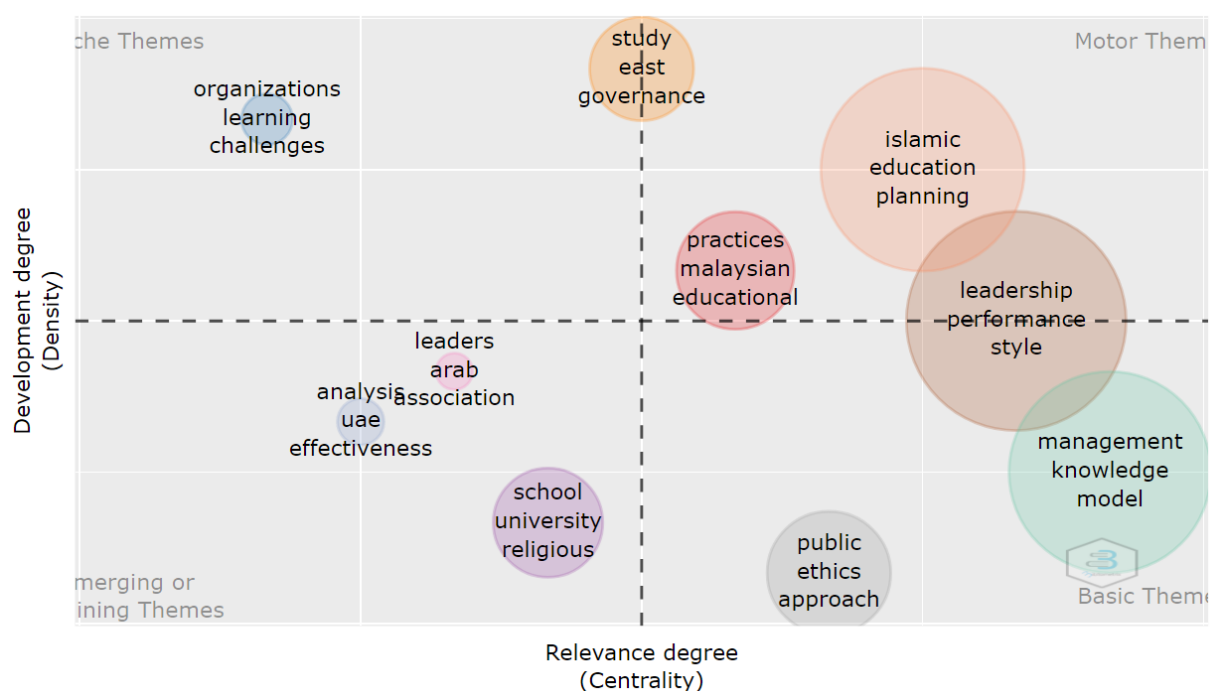 che Themes
Motor Them
study
east
governance
organizations
learning
challenges
islamic
education
planning
practices
malaysian
educational
leadership
performance
style
leaders
arab
association
analysis
uae
effectiveness
management
knowledge
model
school
university
religious
public
ethics
approach
merging or
ining Themes
Basic Theme
Development degree
(Density)
Relevance degree
(Centrality)